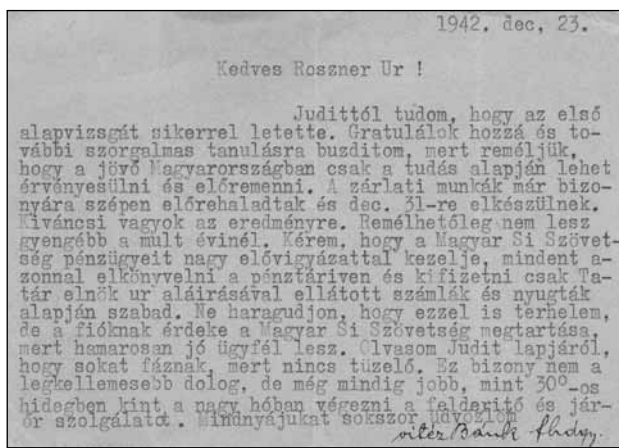 1942. dec, 23.
Kedves Roszner Ur !
Judittól tudom, hogy az első
alapvizsgát sikerrel letette. Gratulálok hozzá és to-
vábbi szorgalmas tanulásra buzditom, mert reméljük,
hogy a jövő Magyarországban csak a tudás alapján lehet
érvényesülni és előremenni. A zárlati munkák már bizo-
nyára szépen előrehaladtak és dec. 31-re elkészülnek.
Kiváncsi vagyok az eredményre. Remélhetőleg nem lesz
gyengébb a mult évinél. Kérem, hogy a Magyar Si Szövet-
ség pénzügyeit nagy elővigyázattal kezelje, mindent a-
zonnal elkönyvelni a pénztáriven és kifizetni csak Ta-
tár elnök ur aláirásával ellátott számlák és nyugták
alapján szabad. Ne haragudjon, hogy ezzel is terhelem,
de a fióknak érdeke a Magyar Si Szövetség megtartása,
mert hamarosan jó ügyfél lesz. Olvasom Judit lapjáról,
hogy sokat fáznak, mert nincs tüzelő. Ez bizony nem a
legkellemesebb dolog, de még mindig jobb, mint 30°-os
hidegben kint a nagy hóban végezni a felderitő és jár-
őr szolgálatot. Mindnyájukat sokszor üdvözlöm
vitéz Bánk fhdgy.